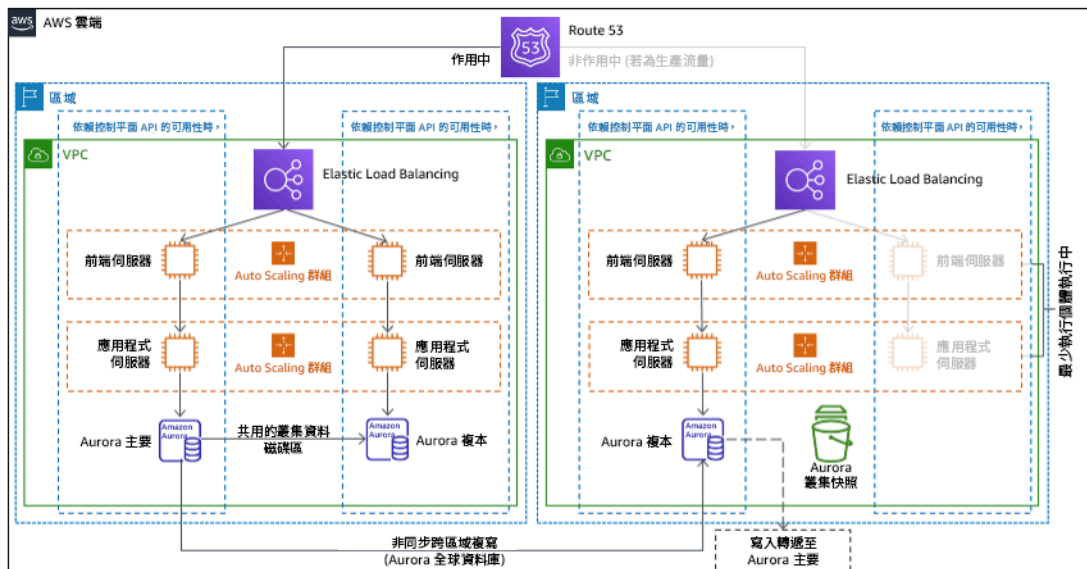 aws
AWS 雲端
Route 53
53
作用中
非作用中 (若為生產流量)
區域
依賴控制平面 API 的可用性時，
依賴控制平面 API 的可用性時，
VPC
Elastic Load Balancing
前端伺服器
Auto Scaling 群組
前端伺服器
應用程式
伺服器
Auto Scaling 群組
應用程式
伺服器
Aurora 主要
Amazon
Aurora
共用的叢集資料
磁碟區
Amazon
Aurora
Aurora 複本
區域
依賴控制平面 API 的可用性時，
依賴控制平面 API 的可用性時，
VPC
Elastic Load Balancing
前端伺服器
Auto Scaling 群組
前端伺服器
應用程式
伺服器
Auto Scaling 群組
應用程式
伺服器
最少執行個體執行中
Aurora 複本
Amazon
Aurora
Aurora
叢集快照
非同步跨區域複寫
(Aurora 全球資料庫)
寫入轉遞至
Aurora 主要